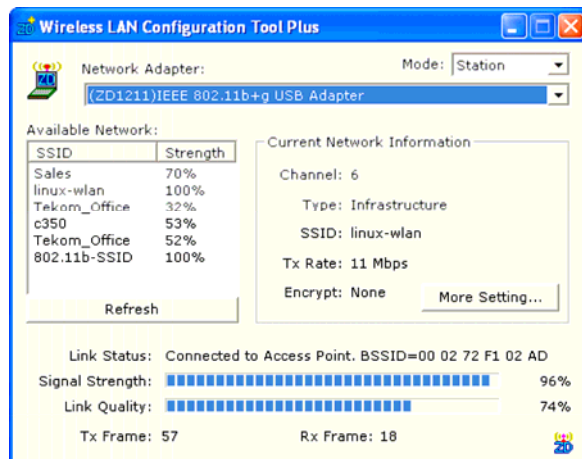 Wireless LAN Configuration Tool Plus
Network Adapter:
Mode: Station
(ZD1211)IEEE 802.11b+g USB Adapter
Available Network:
SSID Strength
Sales 70%
linux-wlan 100%
Tekom_Office 32%
c350 53%
Tekom_Office 52%
802.11b-SSID 100%
Refresh
Current Network Information
Channel: 6
Type: Infrastructure
SSID: linux-wlan
Tx Rate: 11 Mbps
Encrypt: None
More Setting...
Link Status: Connected to Access Point. BSSID=00 02 72 F1 02 AD
Signal Strength: 96%
Link Quality: 74%
Tx Frame: 57 Rx Frame: 18
ZD